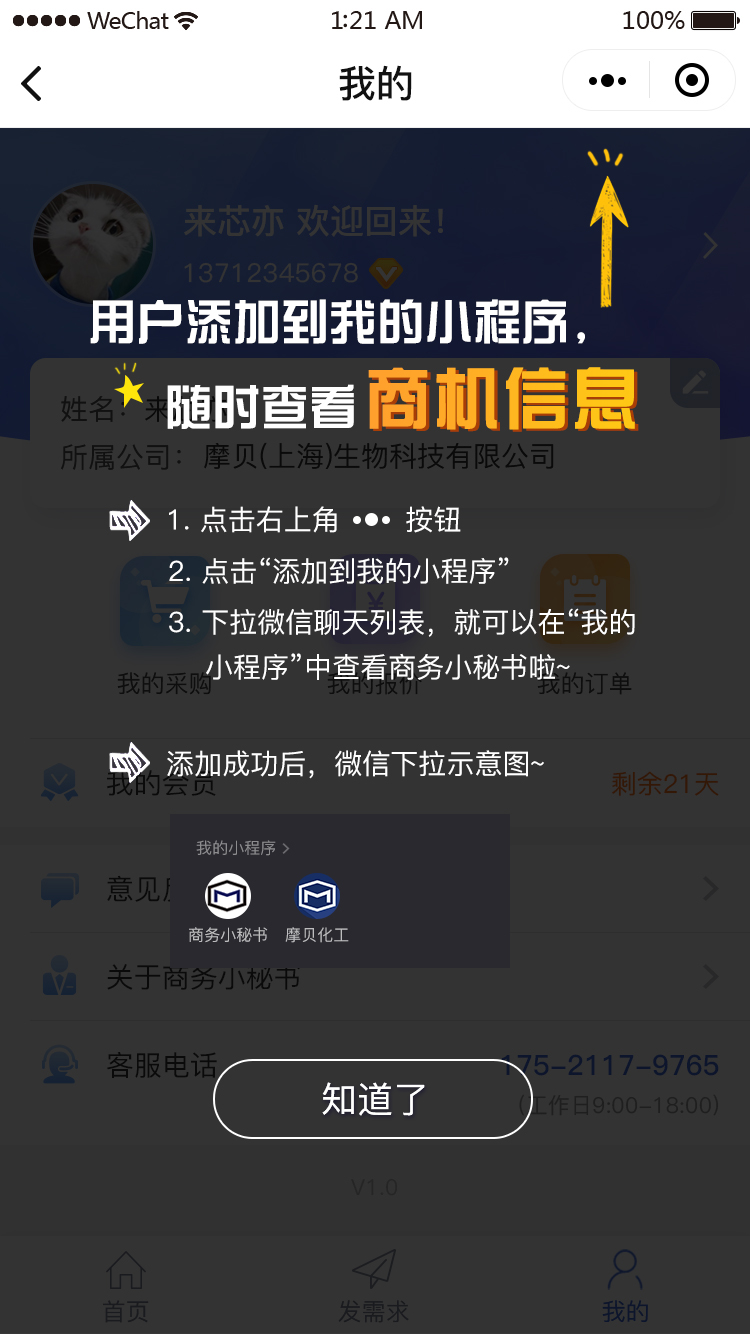 WeChat 1:21 AM 100%
我的
来芯亦 欢迎回来！
13712345678
用户添加到我的小程序，
随时查看商机信息
姓名：来
所属公司：摩贝(上海)生物科技有限公司
1. 点击右上角 ••• 按钮
2. 点击“添加到我的小程序”
3. 下拉微信聊天列表，就可以在“我的
小程序”中查看商务小秘书啦~
我的采购 我的报价 我的订单
添加成功后，微信下拉示意图~
我的会员 剩余21天
我的小程序 >
商务小秘书 摩贝化工
意见反
关于商务小秘书
客服电话 175-2117-9765
(工作日9:00-18:00)
知道了
V1.0
首页 发需求 我的